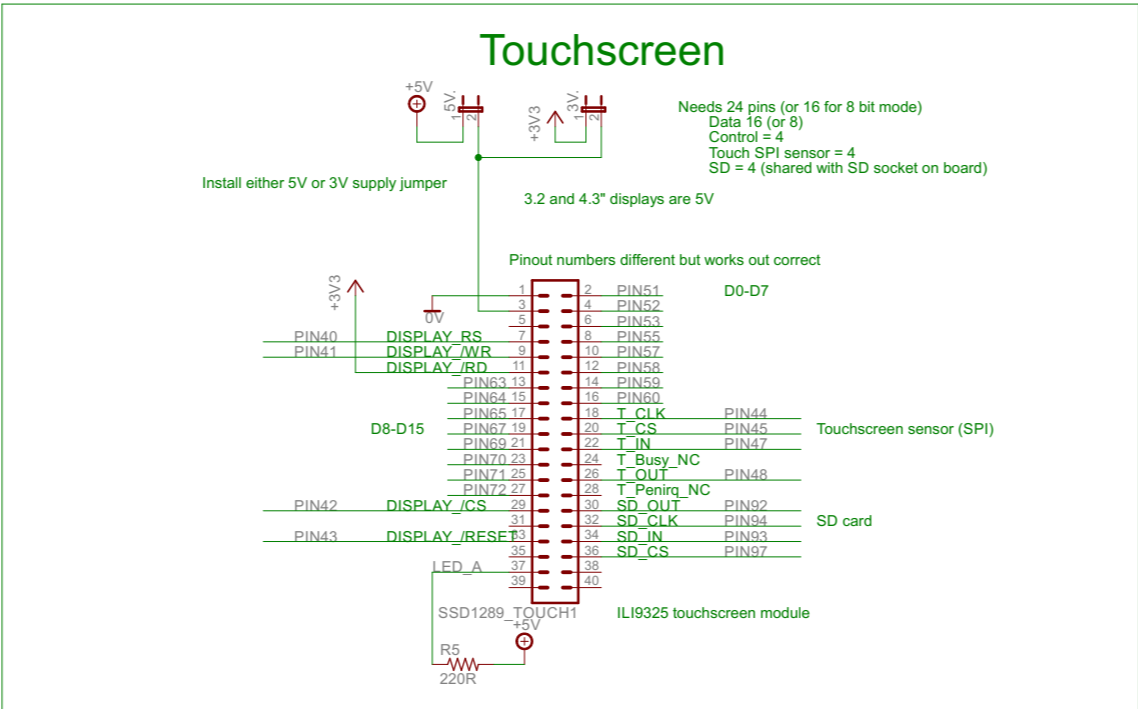 Touchscreen
+5V
5V.
1
2
+3V3
3V.
1
2
Needs 24 pins (or 16 for 8 bit mode)
Data 16 (or 8)
Control = 4
Touch SPI sensor = 4
SD = 4 (shared with SD socket on board)
Install either 5V or 3V supply jumper
3.2 and 4.3" displays are 5V
Pinout numbers different but works out correct
+3V3
0V
1 2 PIN51 D0-D7
3 4 PIN52
5 6 PIN53
PIN40 DISPLAY_RS 7 8 PIN55
PIN41 DISPLAY_/WR 9 10 PIN57
DISPLAY_/RD 11 12 PIN58
PIN63 13 14 PIN59
PIN64 15 16 PIN60
PIN65 17 18 T_CLK PIN44
D8-D15 PIN67 19 20 T_CS PIN45 Touchscreen sensor (SPI)
PIN69 21 22 T_IN PIN47
PIN70 23 24 T_Busy_NC
PIN71 25 26 T_OUT PIN48
PIN72 27 28 T_Penirq_NC
PIN42 DISPLAY_/CS 29 30 SD_OUT PIN92
31 32 SD_CLK PIN94 SD card
PIN43 DISPLAY_/RESET 33 34 SD_IN PIN93
35 36 SD_CS PIN97
LED_A 37 38
39 40
SSD1289_TOUCH1 ILI9325 touchscreen module
+5V
R5
220R